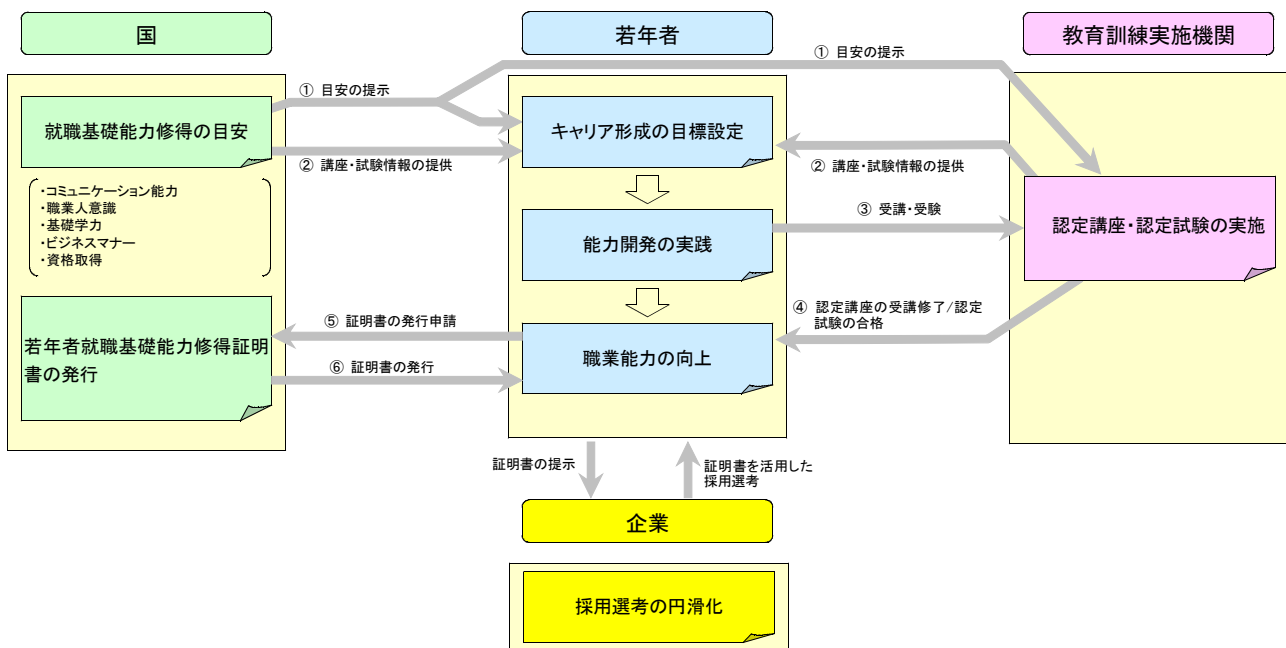 国
若年者
教育訓練実施機関
① 目安の提示
① 目安の提示
就職基礎能力修得の目安
キャリア形成の目標設定
② 講座・試験情報の提供
② 講座・試験情報の提供
・コミュニケーション能力
・職業人意識
・基礎学力
・ビジネスマナー
・資格取得
③ 受講・受験
能力開発の実践
認定講座・認定試験の実施
④ 認定講座の受講修了/認定
試験の合格
⑤ 証明書の発行申請
若年者就職基礎能力修得証明
書の発行
⑥ 証明書の発行
職業能力の向上
証明書の提示
証明書を活用した
採用選考
企業
採用選考の円滑化